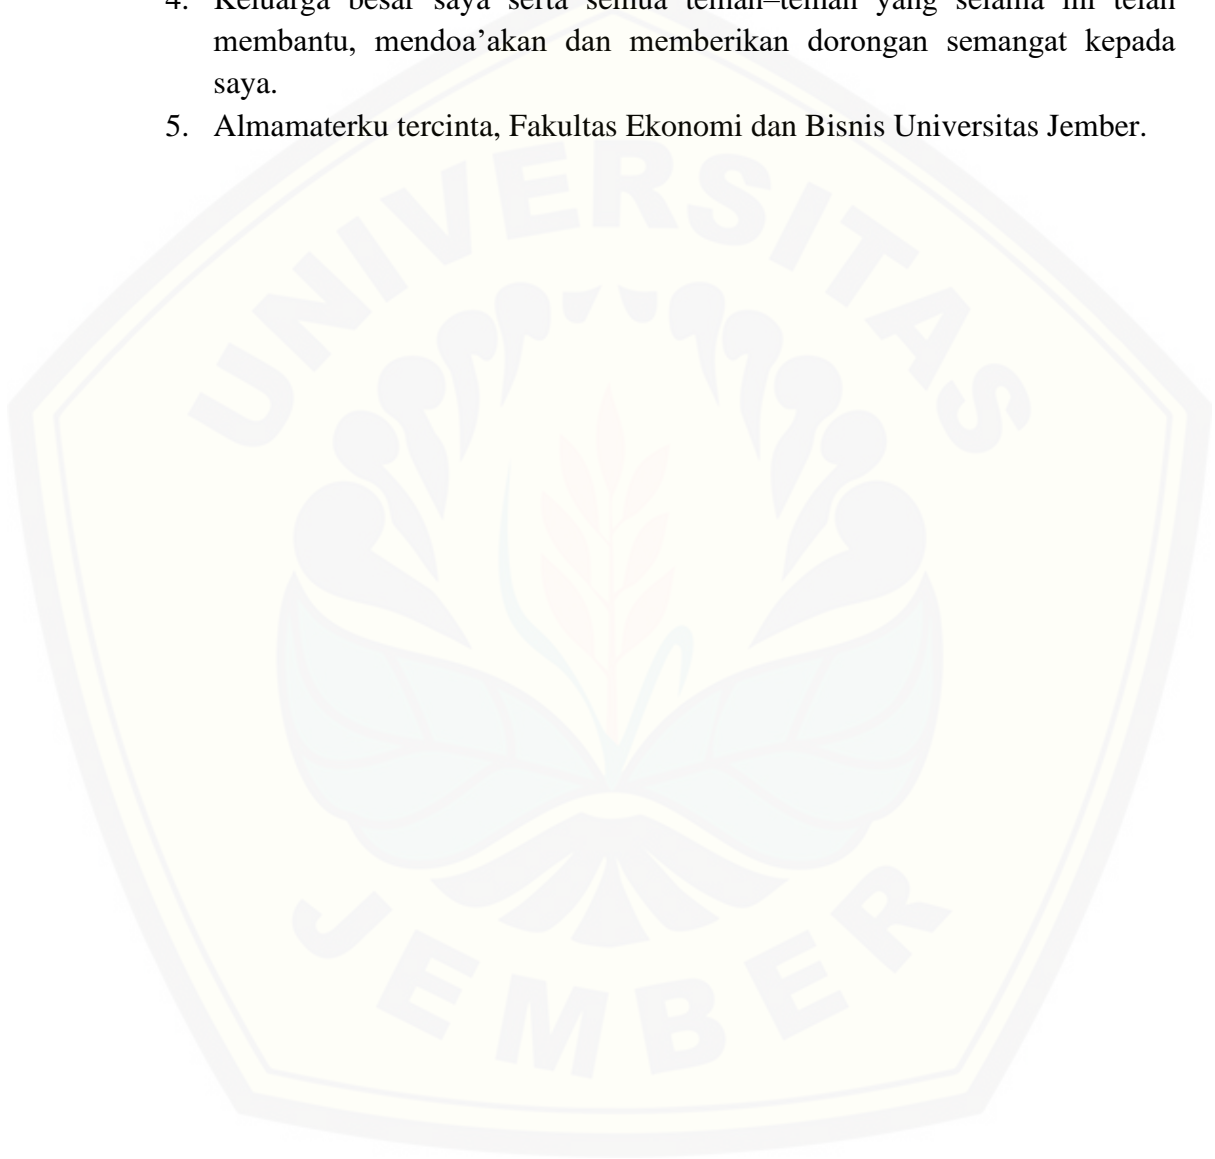 4. Keluarga besar saya serta semua teman–teman yang selama ini telah
membantu, mendoa’akan dan memberikan dorongan semangat kepada
saya.
5. Almamaterku tercinta, Fakultas Ekonomi dan Bisnis Universitas Jember.
UNIVERSITAS
JEMBER